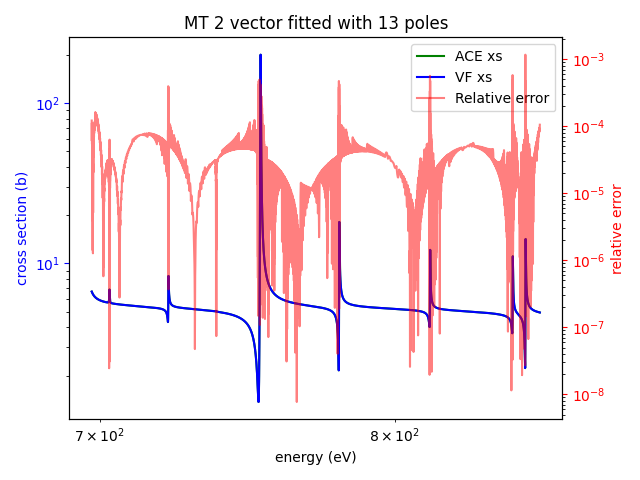 MT 2 vector fitted with 13 poles
ACE xs
VF xs
Relative error
cross section (b)
10²
10¹
relative error
10⁻³
10⁻⁴
10⁻⁵
10⁻⁶
10⁻⁷
10⁻⁸
7 × 10²
8 × 10²
energy (eV)